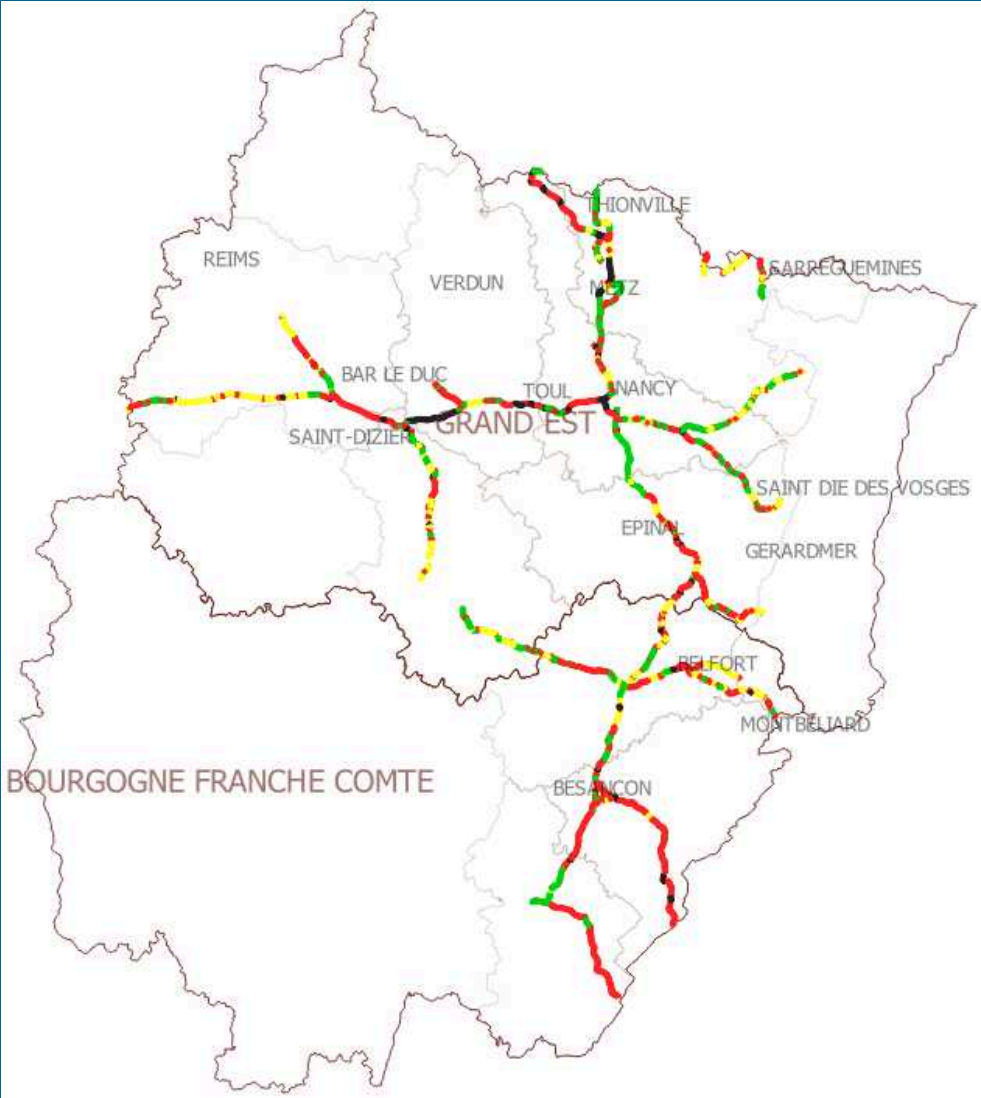 THIONVILLE
REIMS
SARREGUEMINES
VERDUN
METZ
BAR LE DUC
TOUL
NANCY
GRAND EST
SAINT-DIZIER
SAINT DIE DES VOSGES
EPINAL
GERARDMER
BELFORT
MONTBELIARD
BOURGOGNE FRANCHE COMTE
BESANCON